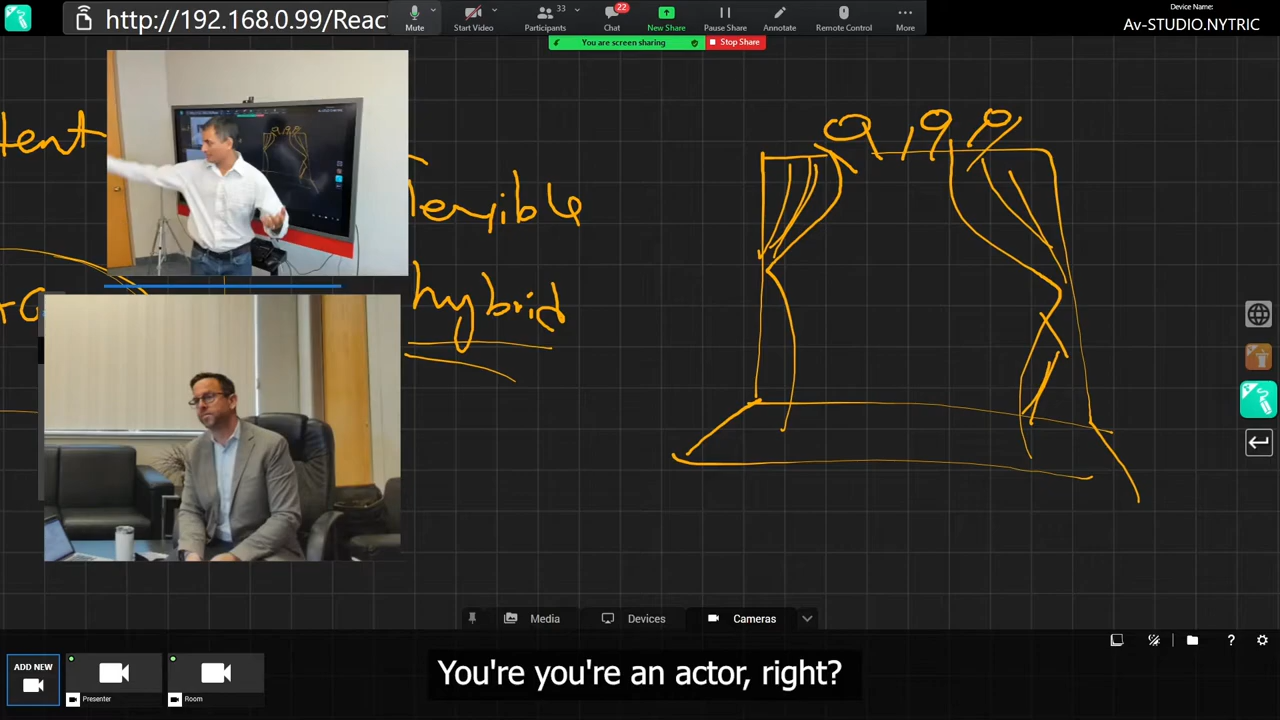 http://192.168.0.99/Reac
Mute
Start Video
33
Participants
22
Chat
New Share
Pause Share
Annotate
Remote Control
More
Device Name:
Av-STUDIO.NYTRIC
You are screen sharing
Stop Share
tent
flexible
hybrid
Media
Devices
Cameras
ADD NEW
Presenter
Room
You're you're an actor, right?